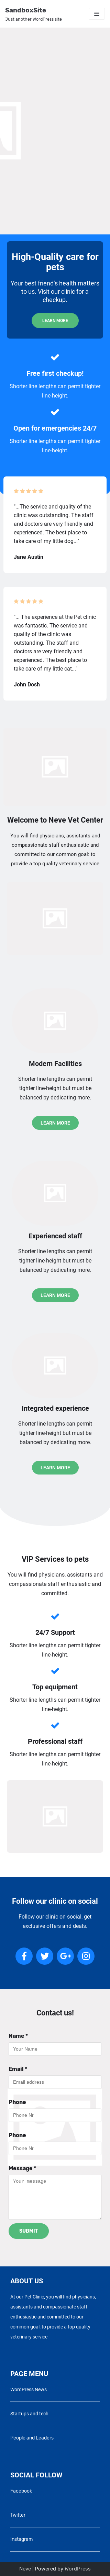 SandboxSite
Just another WordPress site
High-Quality care for
pets
Your best friend's health matters
to us. Visit our clinic for a
checkup.
LEARN MORE
Free first checkup!
Shorter line lengths can permit tighter
line-height.
Open for emergencies 24/7
Shorter line lengths can permit tighter
line-height.
"... The service and quality of the
clinic was outstanding. The staff
and doctors are very friendly and
experienced. The best place to
take care of my little dog..."
Jane Austin
"... The experience at the Pet clinic
was fantastic. The service and
quality of the clinic was
outstanding. The staff and
doctors are very friendly and
experienced. The best place to
take care of my little cat..."
John Dosh
Welcome to Neve Vet Center
You will find physicians, assistants and
compassionate staff enthusiastic and
committed to our common goal: to
provide a top quality veterinary service
Modern Facilities
Shorter line lengths can permit
tighter line-height but must be
balanced by dedicating more.
LEARN MORE
Experienced staff
Shorter line lengths can permit
tighter line-height but must be
balanced by dedicating more.
LEARN MORE
Integrated experience
Shorter line lengths can permit
tighter line-height but must be
balanced by dedicating more.
LEARN MORE
VIP Services to pets
You will find physicians, assistants and
compassionate staff enthusiastic and
committed.
24/7 Support
Shorter line lengths can permit tighter
line-height.
Top equipment
Shorter line lengths can permit tighter
line-height.
Professional staff
Shorter line lengths can permit tighter
line-height.
Follow our clinic on social
Follow our clinic on social, get
exclusive offers and deals.
Contact us!
Name *
Your Name
Email *
Email address
Phone
Phone Nr
Phone
Phone Nr
Message *
Your message
SUBMIT
ABOUT US
At our Pet Clinic, you will find physicians,
assistants and compassionate staff
enthusiastic and committed to our
common goal: to provide a top quality
veterinary service
PAGE MENU
WordPress News
Startups and tech
People and Leaders
SOCIAL FOLLOW
Facebook
Twitter
Instagram
Neve | Powered by WordPress